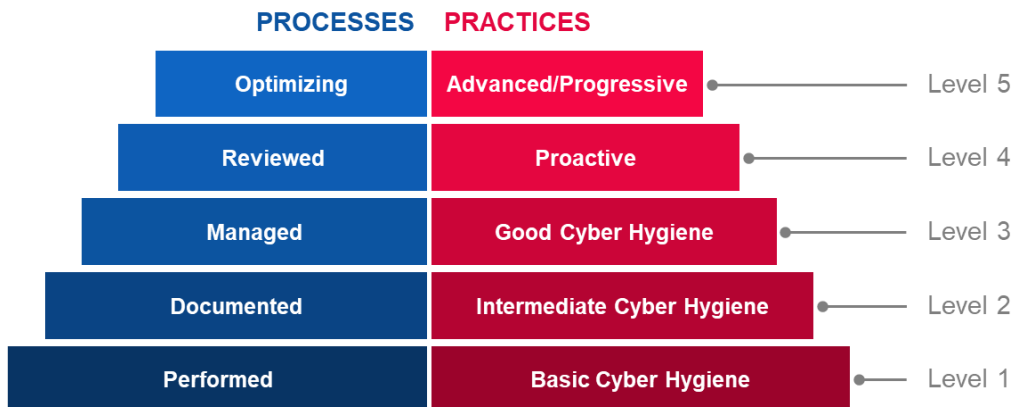 PROCESSES PRACTICES
Optimizing Advanced/Progressive Level 5
Reviewed Proactive Level 4
Managed Good Cyber Hygiene Level 3
Documented Intermediate Cyber Hygiene Level 2
Performed Basic Cyber Hygiene Level 1